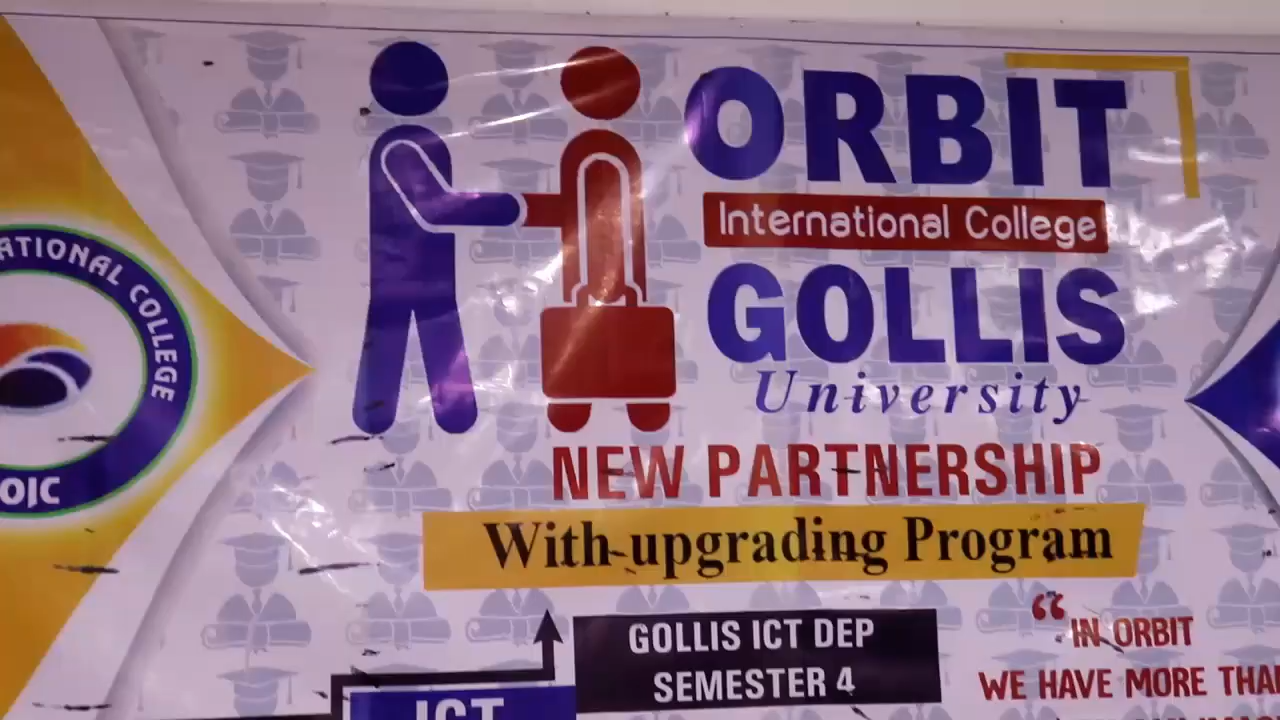 ATIONAL COLLEGE
OIC
ORBIT
International College
GOLLIS
University
NEW PARTNERSHIP
With upgrading Program
GOLLIS ICT DEP
SEMESTER 4
ICT
“IN ORBIT
WE HAVE MORE THA